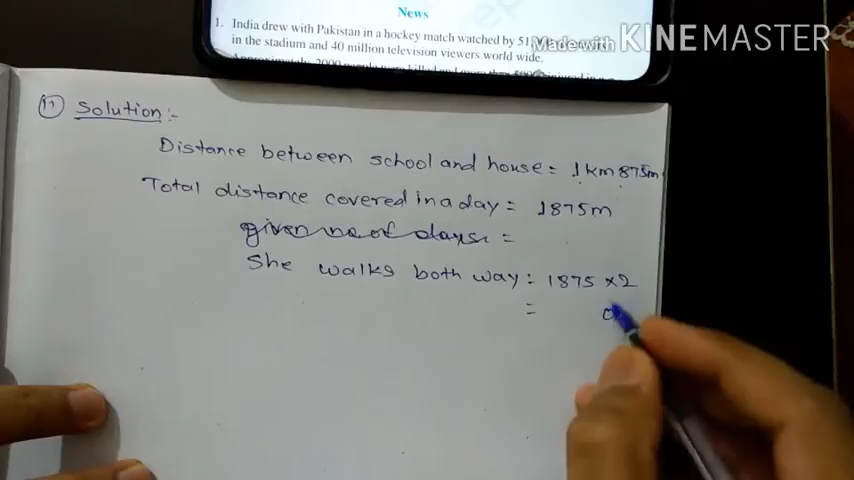 News
1. India drew with Pakistan in a hockey match watched by 51,
in the stadium and 40 million television viewers world wide.
Made with KINEMASTER
11 Solution:-
Distance between school and house = 1km 875m
Total distance covered in a day = 1875m
given no of days =
She walks both way = 1875 × 2
= 0